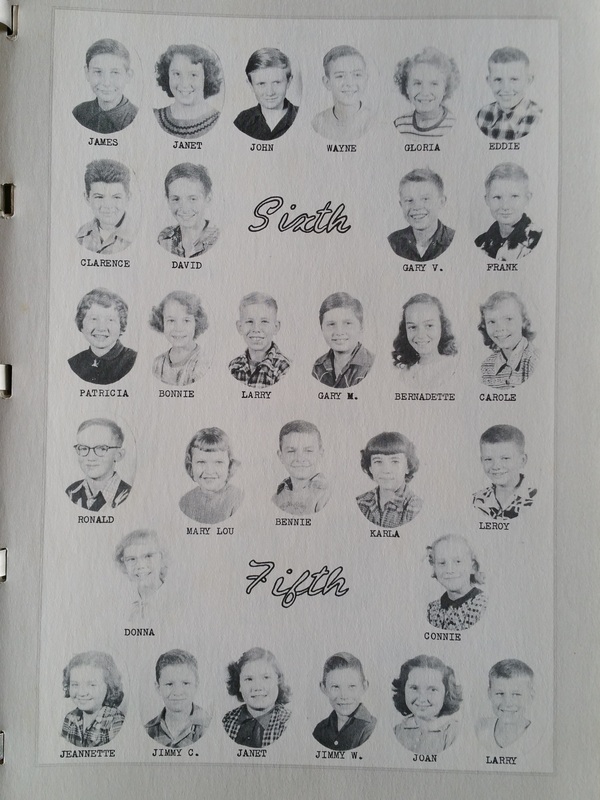 JAMES JANET JOHN WAYNE GLORIA EDDIE
Sixth
CLARENCE DAVID GARY V. FRANK
PATRICIA BONNIE LARRY GARY M. BERNADETTE CAROLE
RONALD MARY LOU BENNIE KARLA LEROY
Fifth
DONNA CONNIE
JEANNETTE JIMMY C. JANET JIMMY W. JOAN LARRY